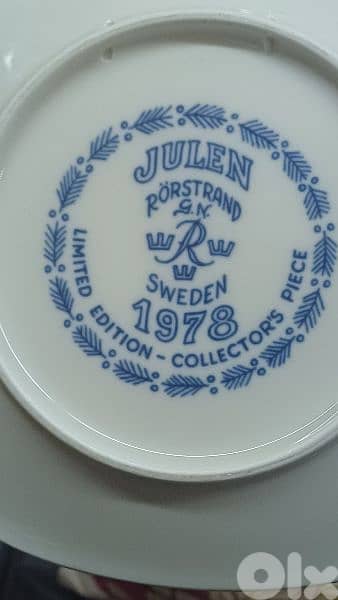 JULEN
RÖRSTRAND
G.N.
R
SWEDEN
1978
LIMITED EDITION - COLLECTOR'S PIECE
Olx